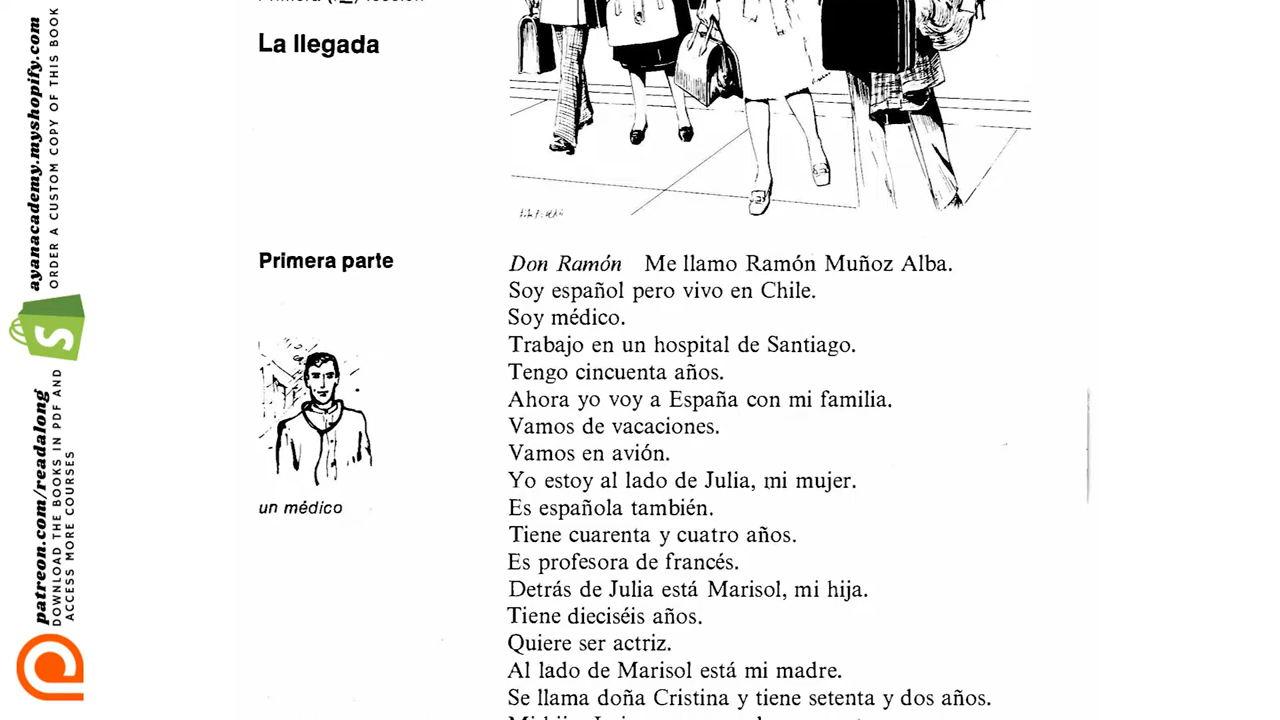 La llegada
Primera parte
Don Ramón Me llamo Ramón Muñoz Alba.
Soy español pero vivo en Chile.
Soy médico.
Trabajo en un hospital de Santiago.
Tengo cincuenta años.
Ahora yo voy a España con mi familia.
Vamos de vacaciones.
Vamos en avión.
Yo estoy al lado de Julia, mi mujer.
Es española también.
Tiene cuarenta y cuatro años.
Es profesora de francés.
Detrás de Julia está Marisol, mi hija.
Tiene dieciséis años.
Quiere ser actriz.
Al lado de Marisol está mi madre.
Se llama doña Cristina y tiene setenta y dos años.
un médico
ayanacademy.myshopify.com
ORDER A CUSTOM COPY OF THIS BOOK
patreon.com/readalong
DOWNLOAD THE BOOKS IN PDF AND
ACCESS MORE COURSES